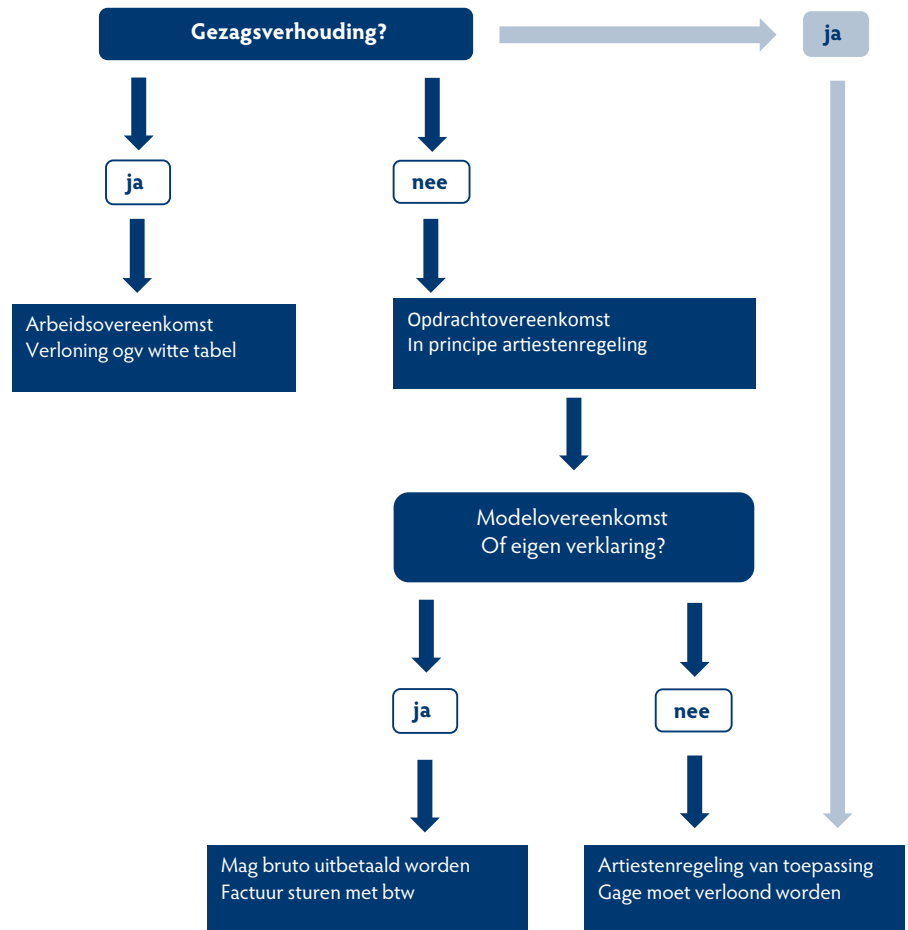 Gezagsverhouding?
ja
ja
nee
Arbeidsovereenkomst
Verloning ogv witte tabel
Opdrachtovereenkomst
In principe artiestenregeling
Modelovereenkomst
Of eigen verklaring?
ja
nee
Mag bruto uitbetaald worden
Factuur sturen met btw
Artiestenregeling van toepassing
Gage moet verloond worden